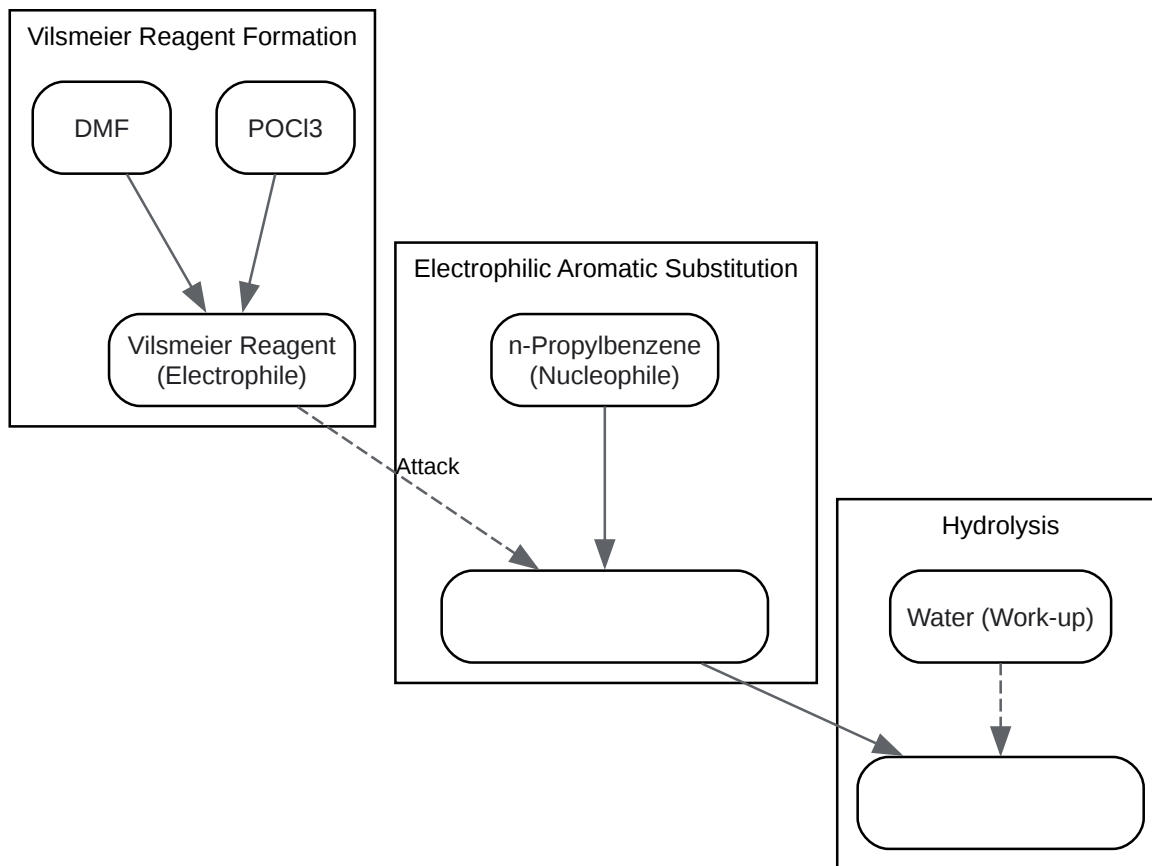 Vilsmeier Reagent Formation
DMF
POCl3
Vilsmeier Reagent
(Electrophile)
Electrophilic Aromatic Substitution
n-Propylbenzene
(Nucleophile)
Attack
Hydrolysis
Water (Work-up)